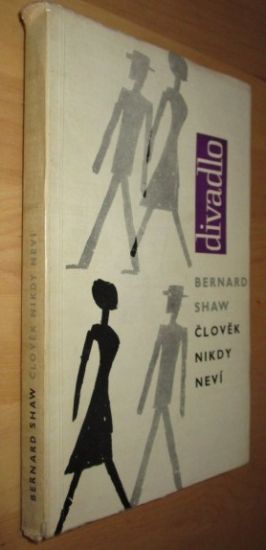 divadlo
BERNARD
SHAW
ČLOVĚK
NIKDY
NEVÍ
BERNARD SHAW ČLOVĚK NIKDY NEVÍ